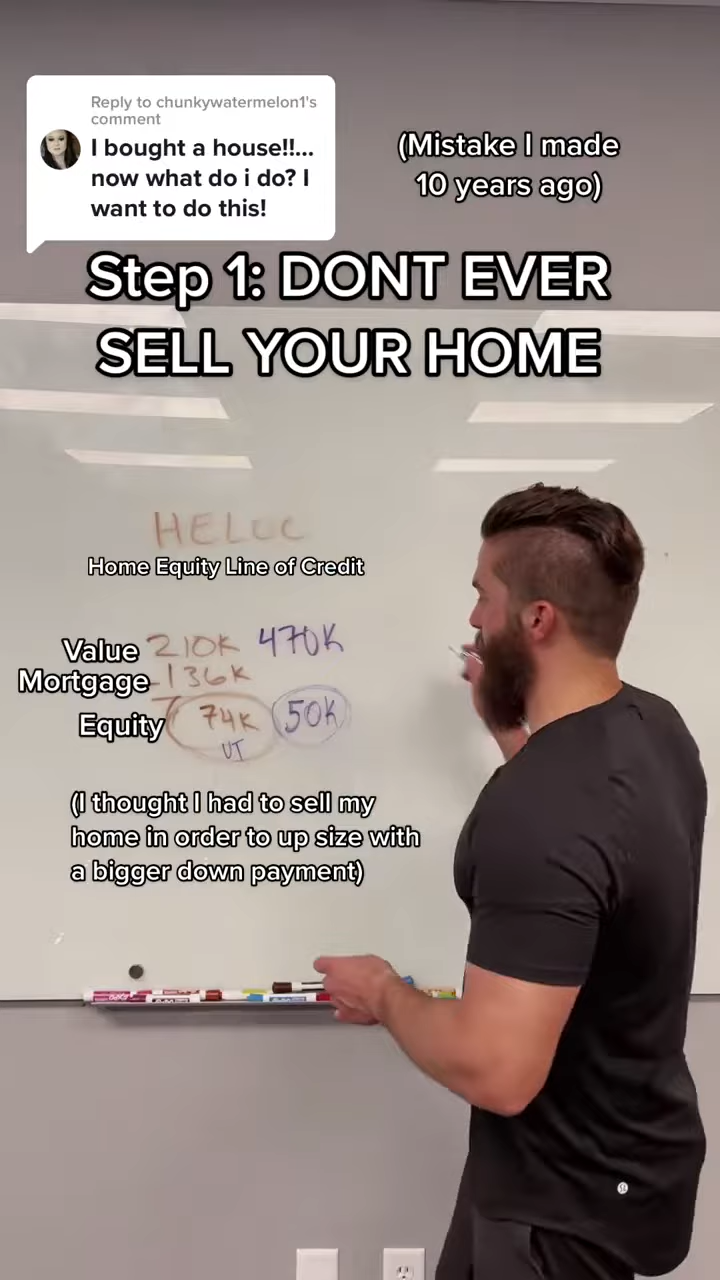 Reply to chunkywatermelon1's
comment
I bought a house!!...
now what do i do? I
want to do this!
(Mistake I made
10 years ago)
Step 1: DONT EVER
SELL YOUR HOME
HELOC
Home Equity Line of Credit
Value 210K 470K
Mortgage -136K
Equity 74K 50K
UT
(I thought I had to sell my
home in order to up size with
a bigger down payment)